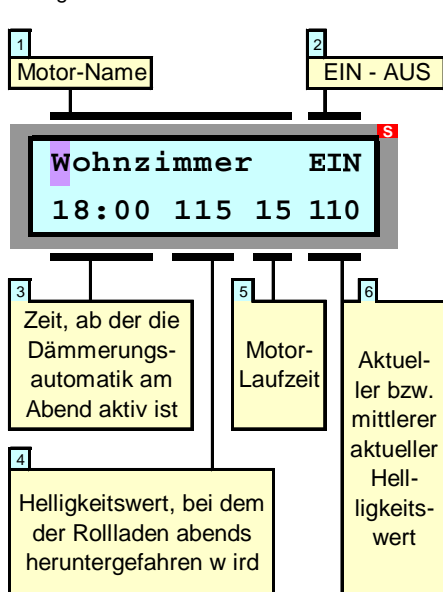 1
Motor-Name
2
EIN - AUS
S
Wohnzimmer EIN
18:00 115 15 110
3
Zeit, ab der die
Dämmerungs-
automatik am
Abend aktiv ist
5
Motor-
Laufzeit
6
Aktuel-
ler bzw.
mittlerer
aktueller
Hell-
ligkeits-
wert
4
Helligkeitswert, bei dem
der Rollladen abends
heruntergefahren w ird